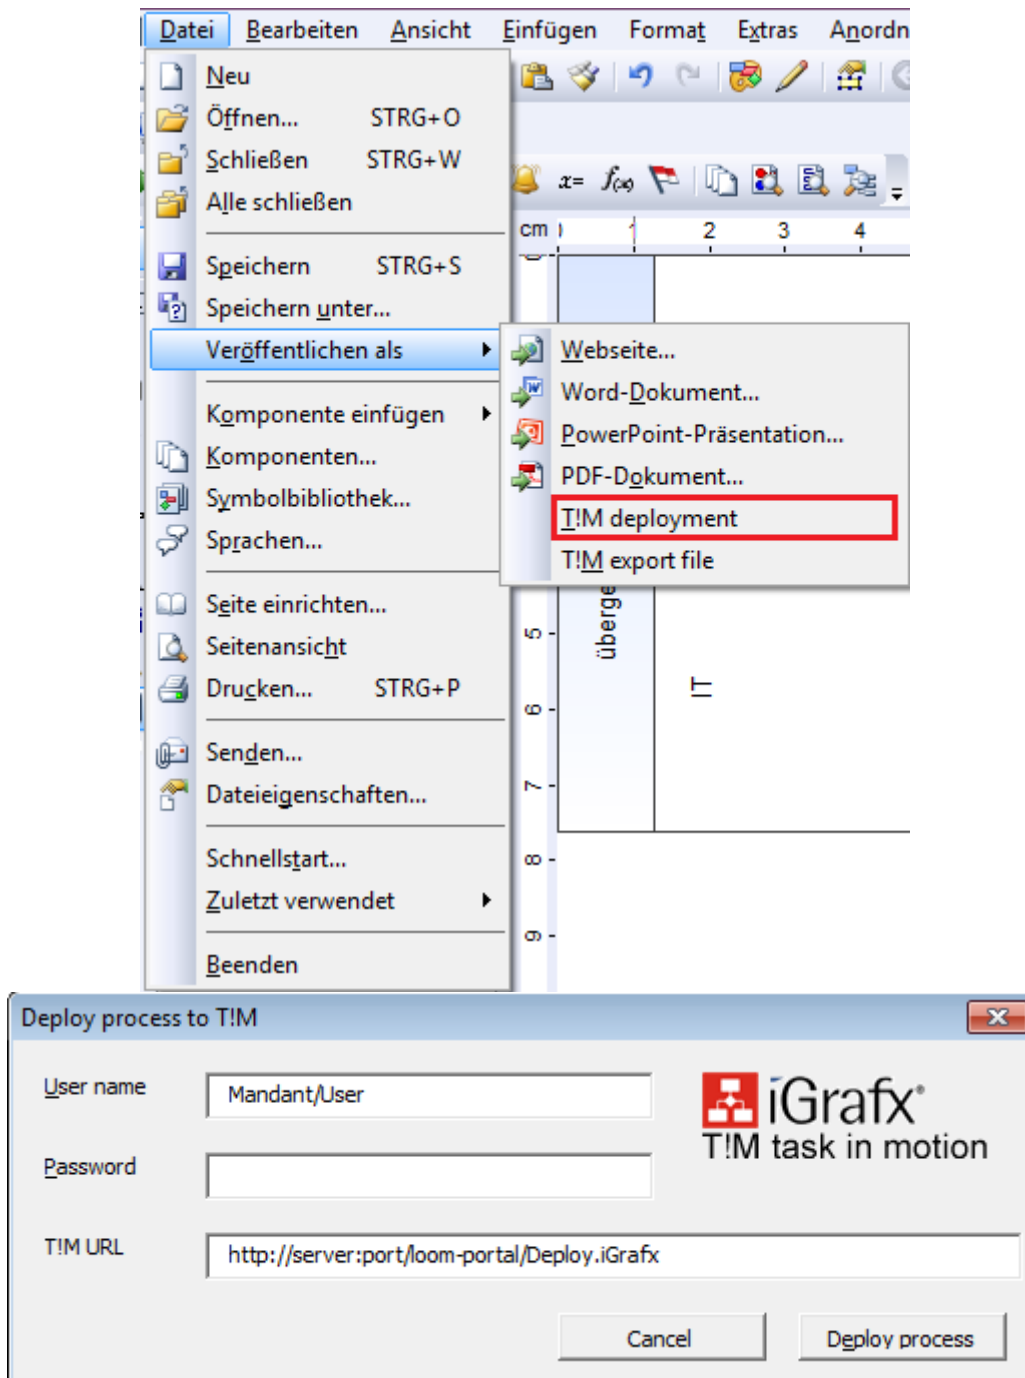 Datei Bearbeiten Ansicht Einfügen Format Extras Anordn
Neu
Öffnen... STRG+O
Schließen STRG+W
Alle schließen
x= f(x)
cm 1 2 3 4
Speichern STRG+S
Speichern unter...
Veröffentlichen als
Webseite...
Word-Dokument...
PowerPoint-Präsentation...
PDF-Dokument...
T!M deployment
T!M export file
Komponente einfügen
Komponenten...
Symbolbibliothek...
Sprachen...
Seite einrichten...
Seitenansicht
Drucken... STRG+P
Senden...
Dateieigenschaften...
Schnellstart...
Zuletzt verwendet
Beenden
5
6
7
8
9
überge
IT
Deploy process to T!M
User name Mandant/User
Password
T!M URL http://server:port/loom-portal/Deploy.iGrafx
iGrafx
T!M task in motion
Cancel Deploy process